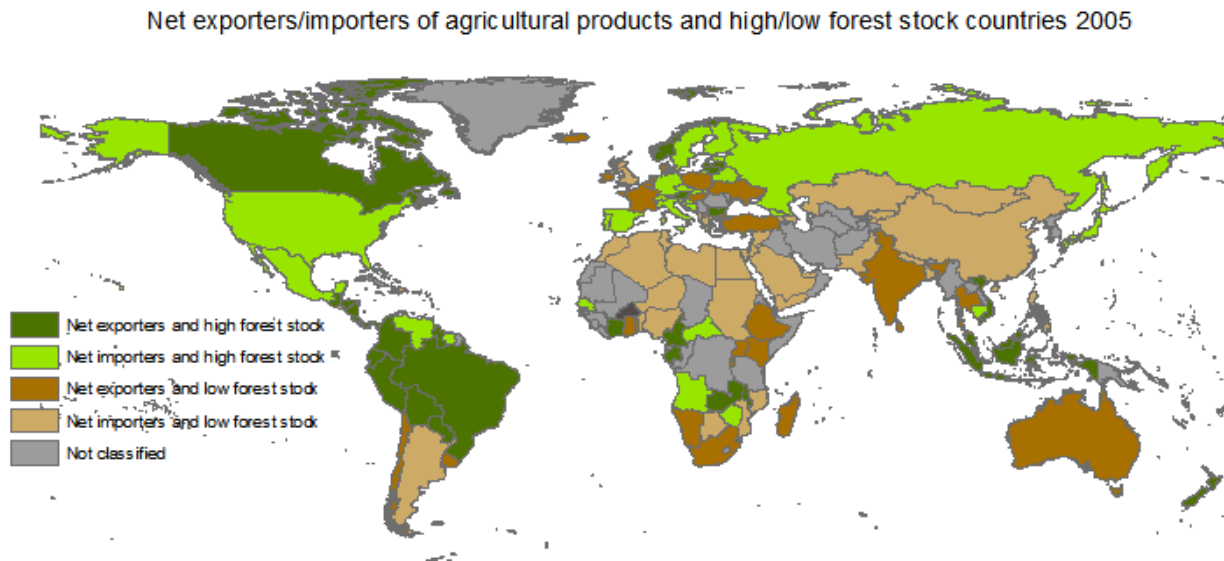 Net exporters/importers of agricultural products and high/low forest stock countries 2005
Net exporters and high forest stock
Net importers and high forest stock
Net exporters and low forest stock
Net importers and low forest stock
Not classified